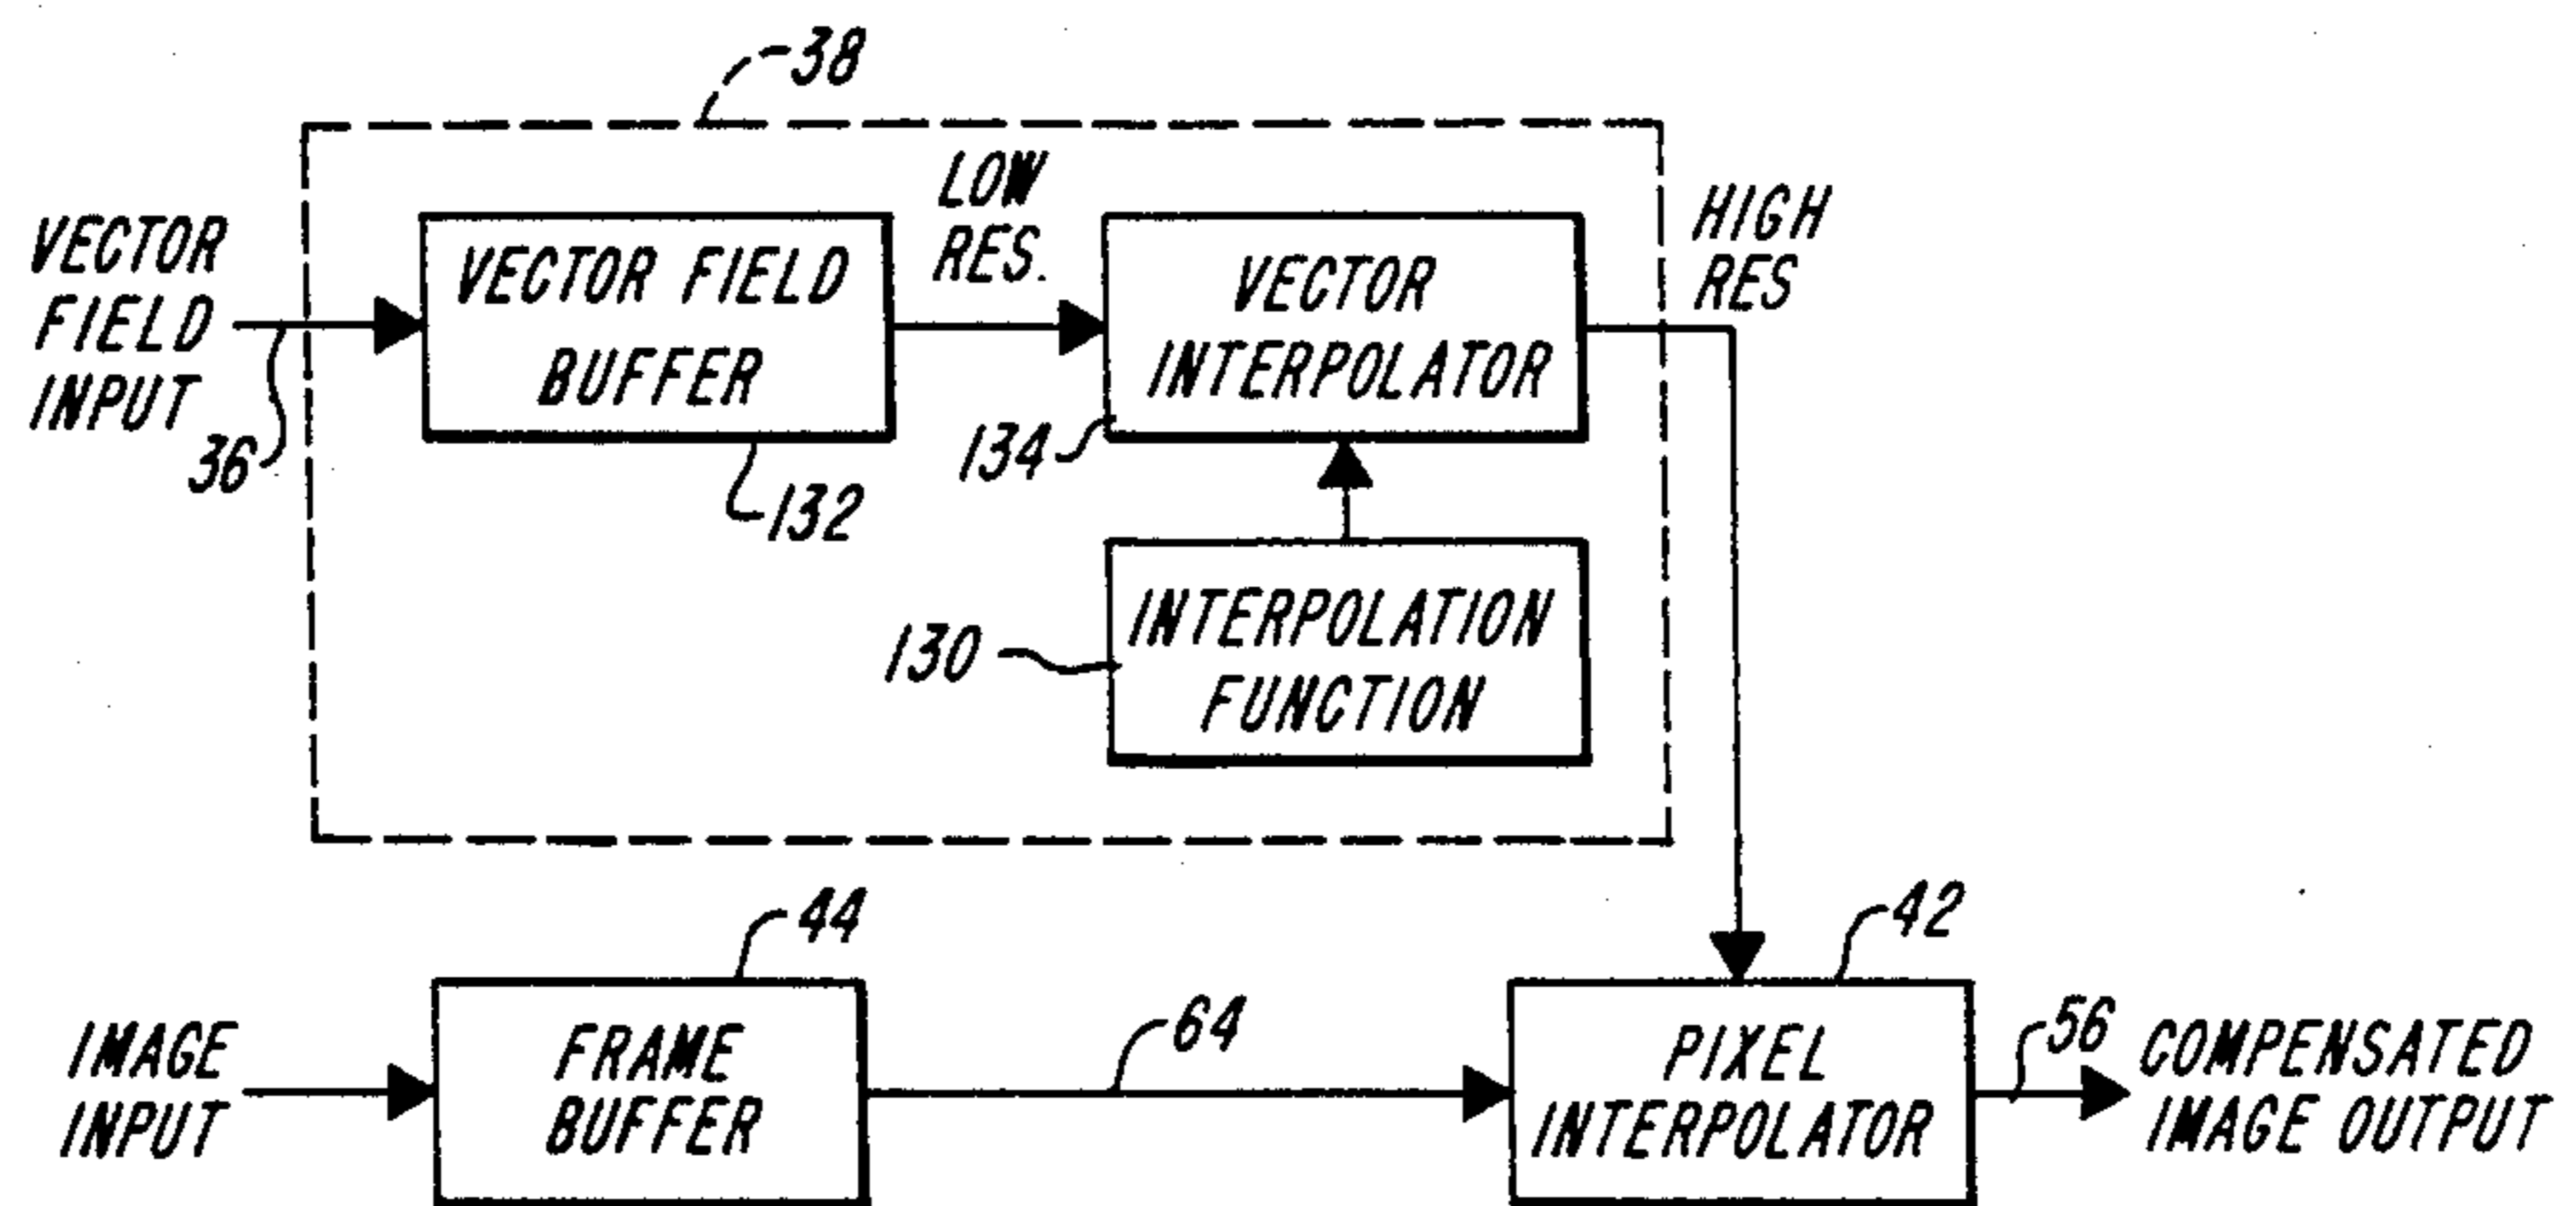 38
VECTOR
FIELD
INPUT
36
VECTOR FIELD
BUFFER
132
LOW
RES.
VECTOR
INTERPOLATOR
134
HIGH
RES
130
INTERPOLATION
FUNCTION
IMAGE
INPUT
44
FRAME
BUFFER
64
42
PIXEL
INTERPOLATOR
56
COMPENSATED
IMAGE OUTPUT